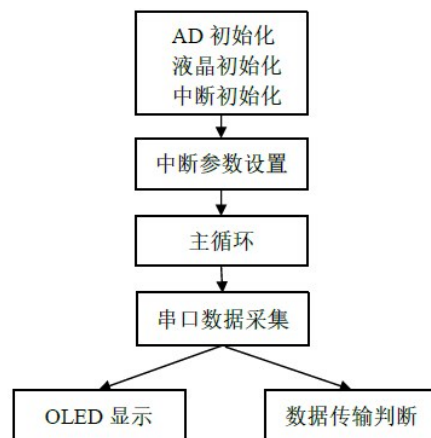 AD 初始化
液晶初始化
中断初始化
中断参数设置
主循环
串口数据采集
OLED 显示
数据传输判断